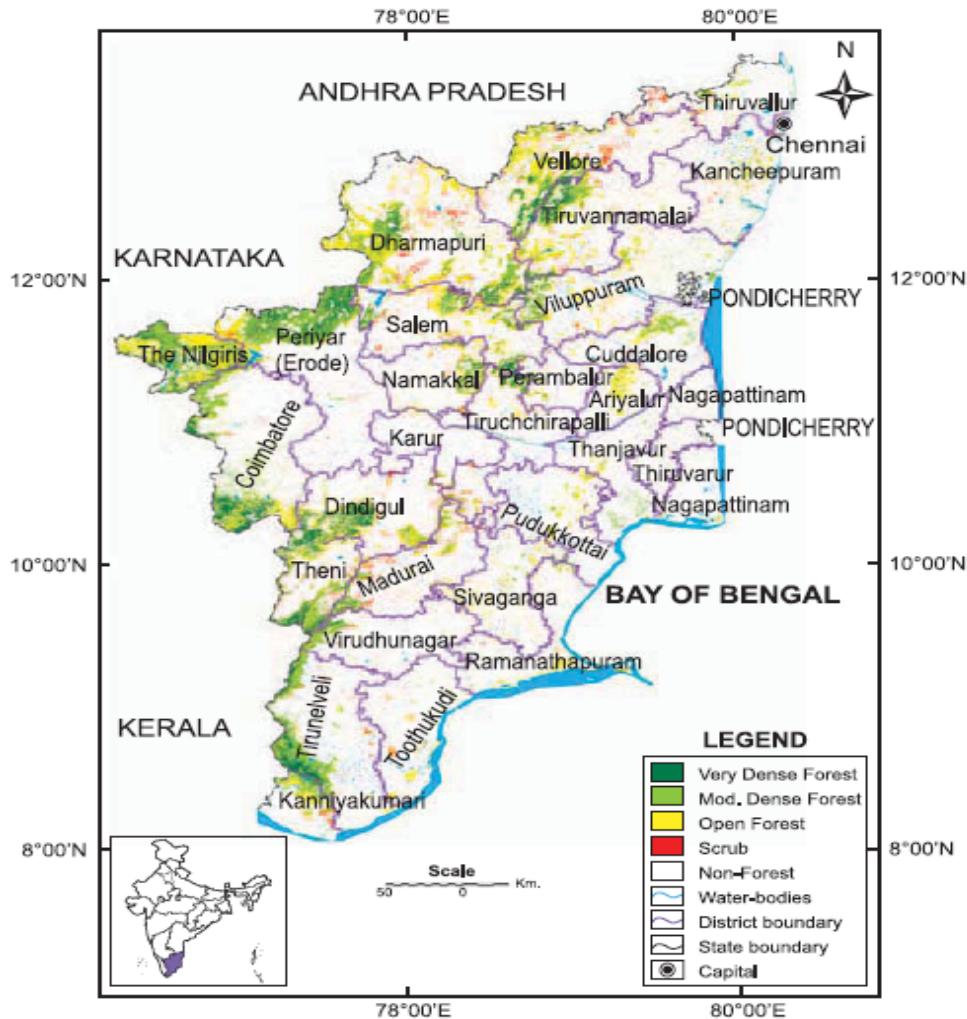 78°00'E
80°00'E
N
ANDHRA PRADESH
Thiruvallur
Chennai
Vellore
Kancheepuram
Tiruvannamalai
Dharmapuri
KARNATAKA
12°00'N
12°00'N
Viluppuram
PONDICHERRY
Salem
Periyar
(Erode)
The Nilgiris
Cuddalore
Namakkal
Perambalur
Ariyalur
Nagapattinam
Tiruchchirapalli
PONDICHERRY
Karur
Thanjavur
Coimbatore
Thiruvarur
Dindigul
Nagapattinam
Pudukkottai
10°00'N
10°00'N
Theni
Madurai
BAY OF BENGAL
Sivaganga
Virudhunagar
Ramanathapuram
Tirunelveli
Toothukudi
KERALA
Kanniyakumari
8°00'N
8°00'N
LEGEND
Very Dense Forest
Mod. Dense Forest
Open Forest
Scrub
Non-Forest
Water-bodies
District boundary
State boundary
Capital
Scale
50
0
Km.
78°00'E
80°00'E